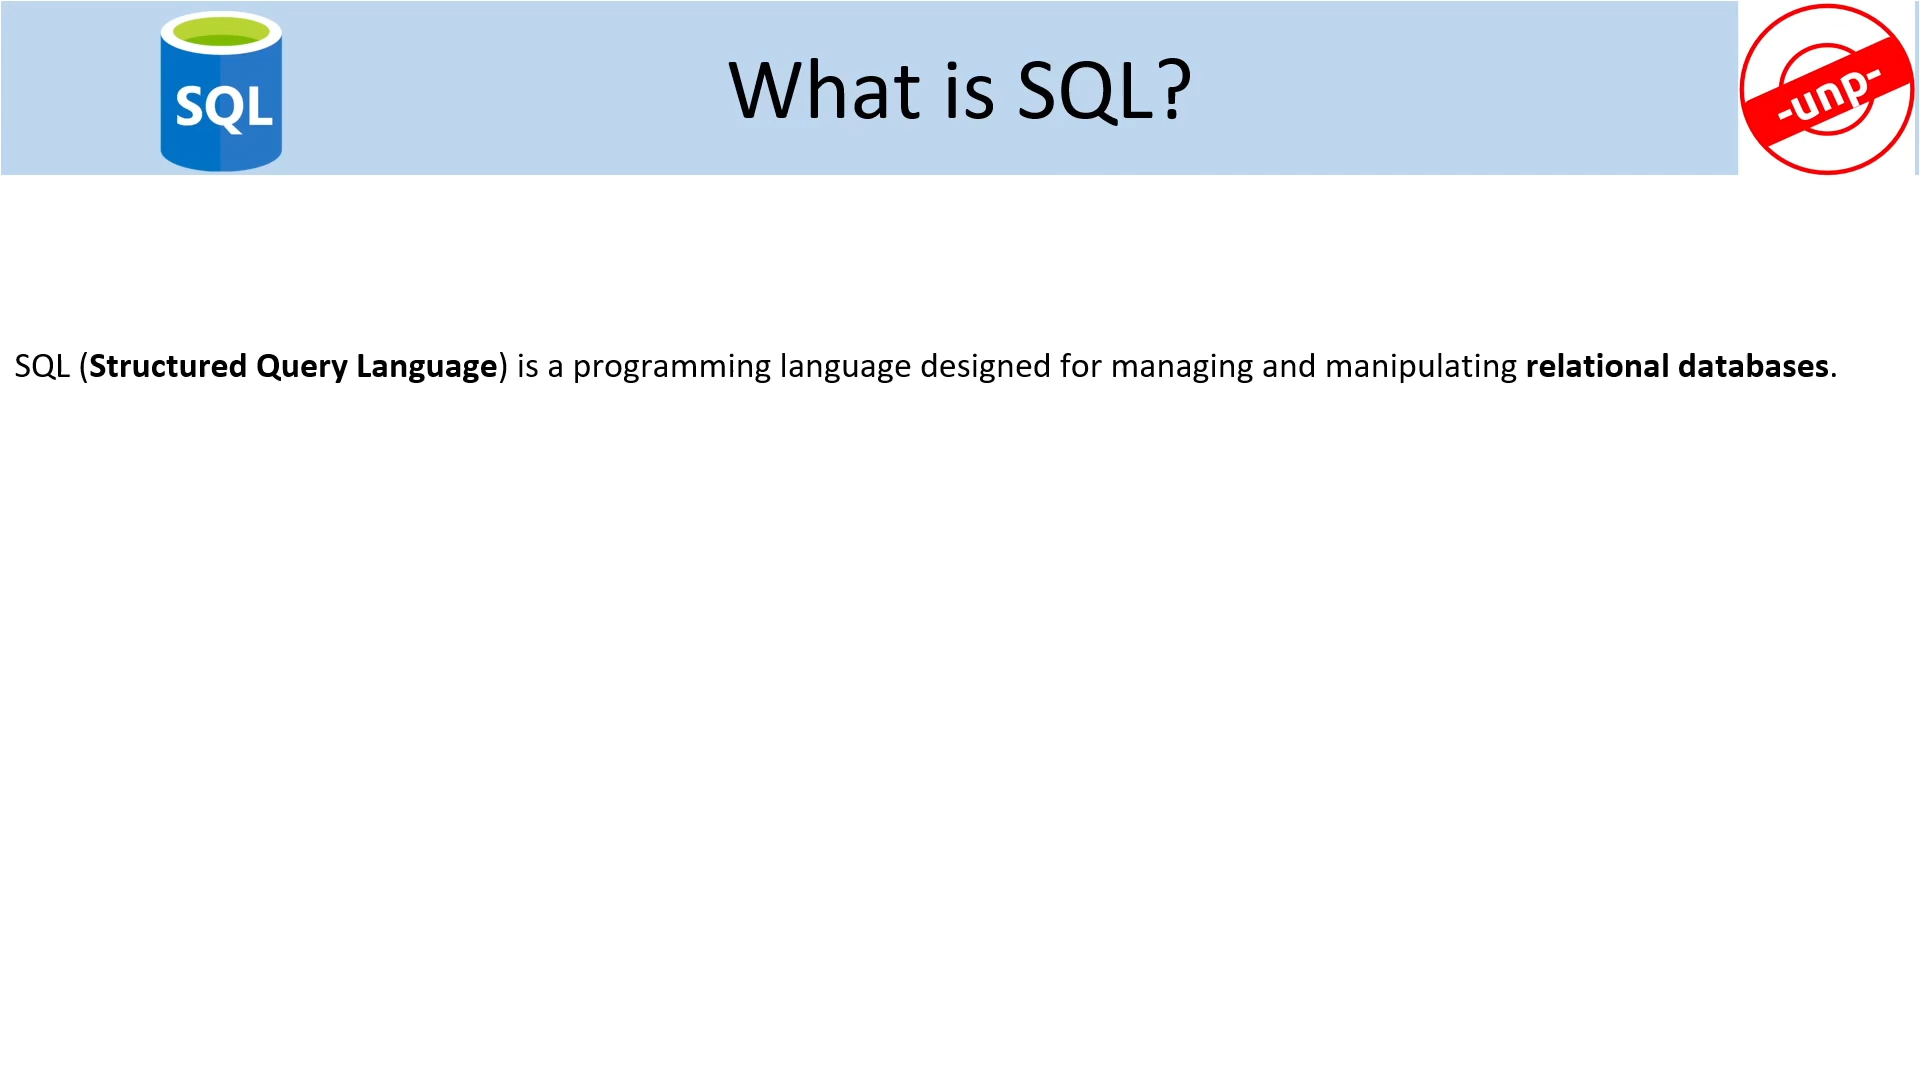 SQL
What is SQL?
-unp-
SQL (Structured Query Language) is a programming language designed for managing and manipulating relational databases.